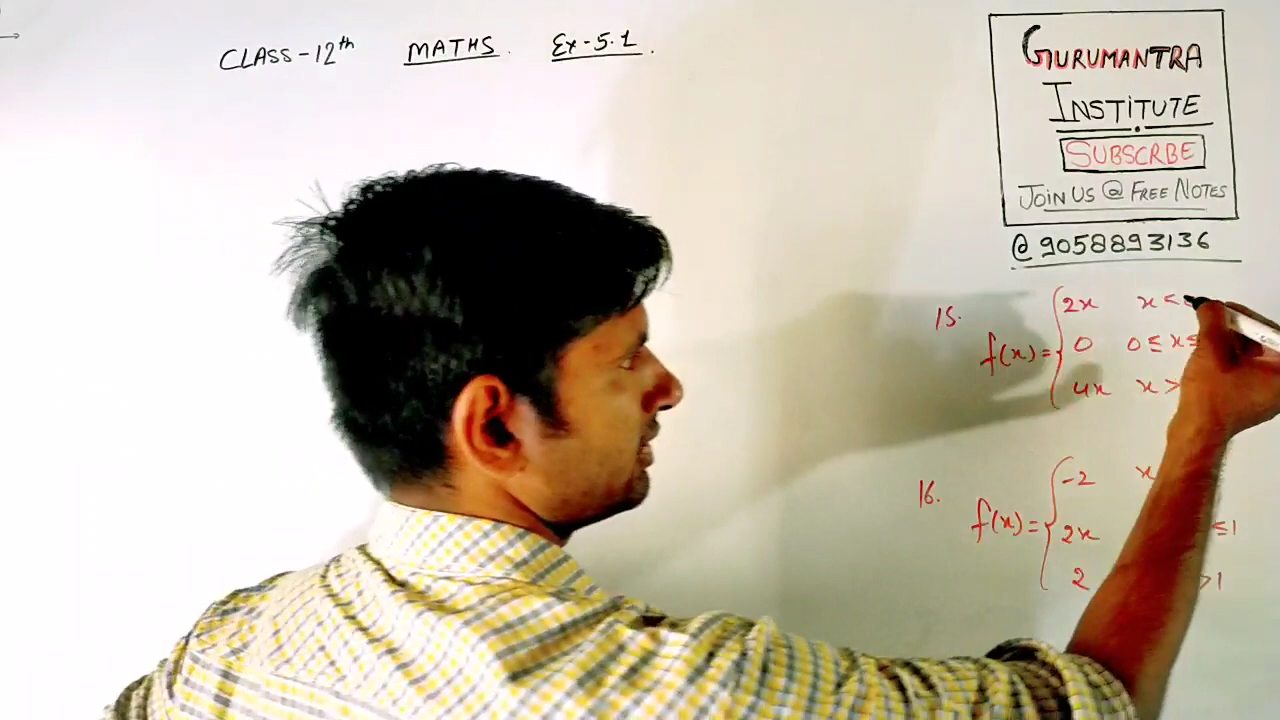 CLASS-12th MATHS. Ex-5.1.
GURUMANTRA
INSTITUTE
SUBSCRBE
JOIN US @ FREE NOTES
@ 9058893136
15.
f(x)= { 2x x<
0 0≤x≤
4x x>
16.
f(x)= { -2 x
2x ≤1
2 >1